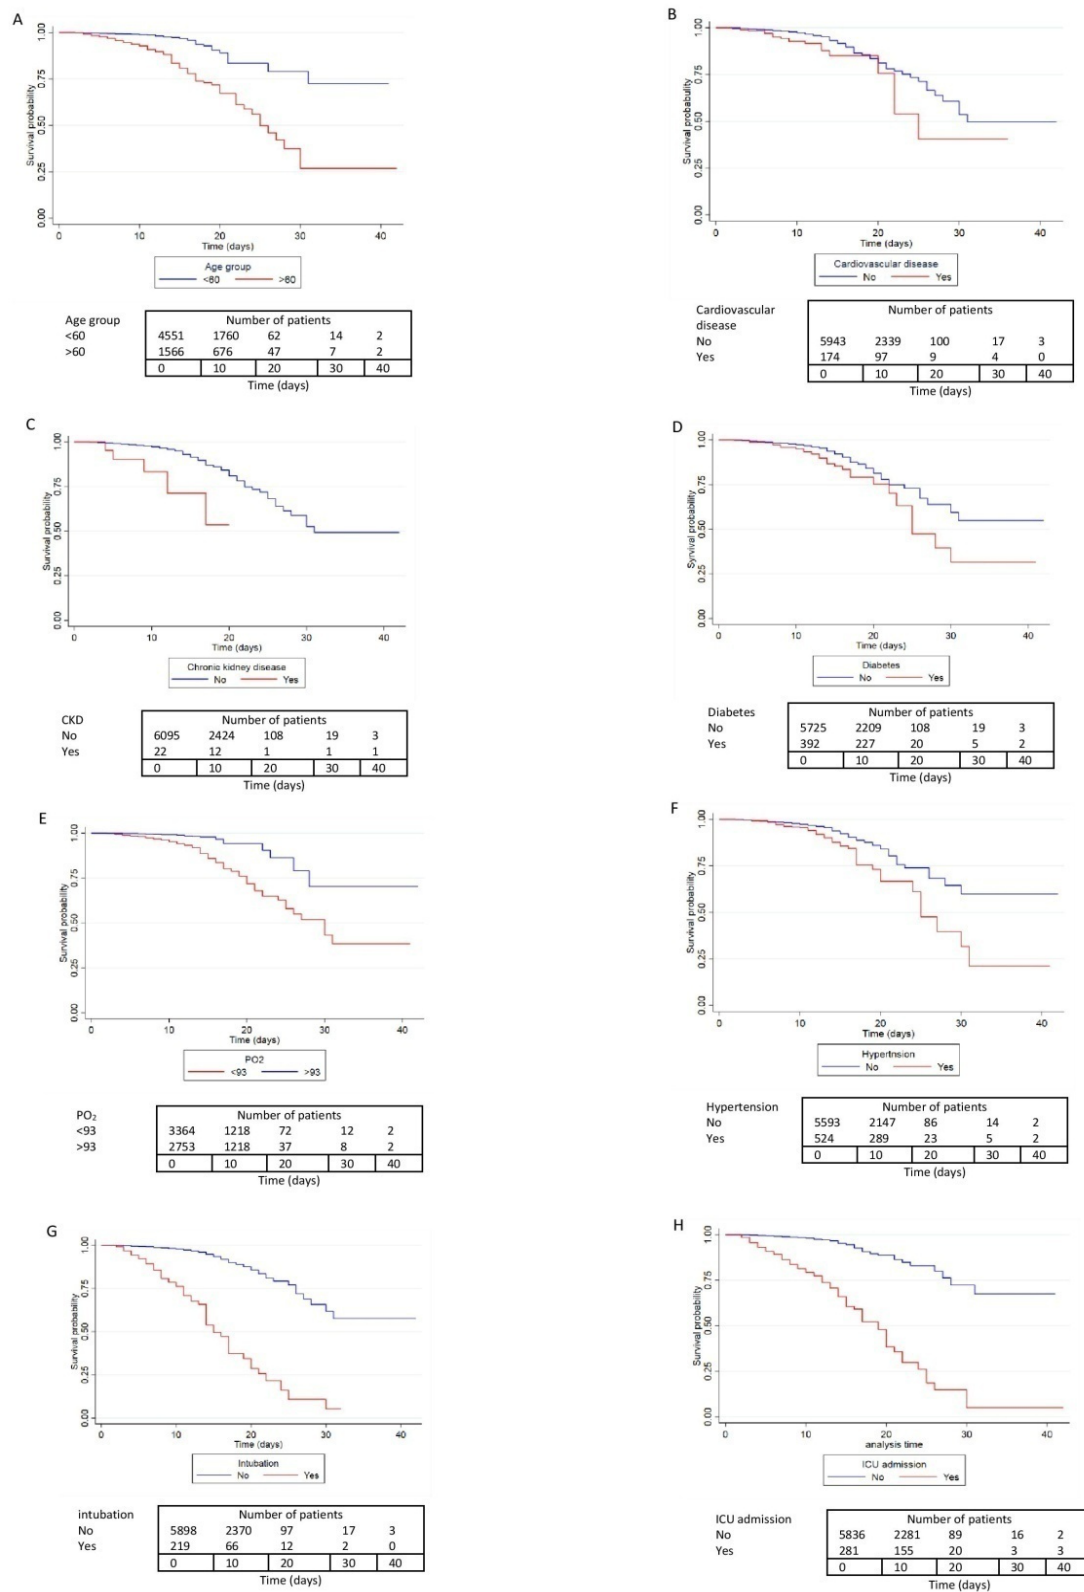 A
1.00
0.75
0.50
0.25
0.00
Survival probability
0 10 20 30 40
Time (days)
Age group
<60 >60
Age group Number of patients
<60 4551 1760 62 14 2
>60 1566 676 47 7 2
0 10 20 30 40
Time (days)
B
1.00
0.75
0.50
0.25
0.00
Survival probability
0 10 20 30 40
Time (days)
Cardiovascular disease
No Yes
Cardiovascular disease Number of patients
No 5943 2339 100 17 3
Yes 174 97 9 4 0
0 10 20 30 40
Time (days)
C
1.00
0.75
0.50
0.25
0.00
Survival probability
0 10 20 30 40
Time (days)
Chronic kidney disease
No Yes
CKD Number of patients
No 6095 2424 108 19 3
Yes 22 12 1 1 1
0 10 20 30 40
Time (days)
D
1.00
0.75
0.50
0.25
0.00
Syrvival probability
0 10 20 30 40
Time (days)
Diabetes
No Yes
Diabetes Number of patients
No 5725 2209 108 19 3
Yes 392 227 20 5 2
0 10 20 30 40
Time (days)
E
1.00
0.75
0.50
0.25
0.00
Survival probability
0 10 20 30 40
Time (days)
PO2
<93 >93
PO₂ Number of patients
<93 3364 1218 72 12 2
>93 2753 1218 37 8 2
0 10 20 30 40
Time (days)
F
1.00
0.75
0.50
0.25
0.00
Survival probability
0 10 20 30 40
Time (days)
Hypertnsion
No Yes
Hypertension Number of patients
No 5593 2147 86 14 2
Yes 524 289 23 5 2
0 10 20 30 40
Time (days)
G
1.00
0.75
0.50
0.25
0.00
Survival probability
0 10 20 30 40
Time (days)
Intubation
No Yes
intubation Number of patients
No 5898 2370 97 17 3
Yes 219 66 12 2 0
0 10 20 30 40
Time (days)
H
1.00
0.75
0.50
0.25
0.00
Survival probability
0 10 20 30 40
analysis time
ICU admission
No Yes
ICU admission Number of patients
No 5836 2281 89 16 2
Yes 281 155 20 3 3
0 10 20 30 40
Time (days)